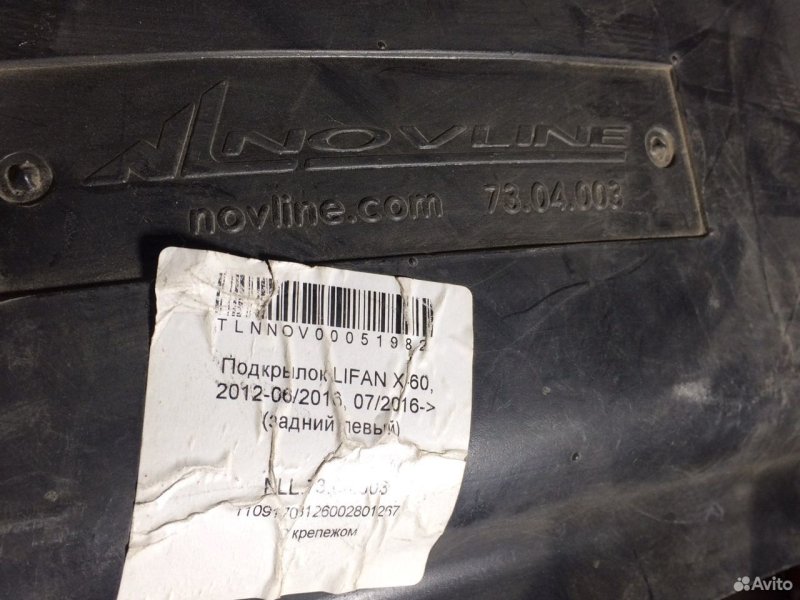 NOVLINE
novline.com 73.04.003
TLNNOV00051982
Подкрылок LIFAN X 60,
2012-06/2016, 07/2016->
(задний левый)
крепежом
Avito